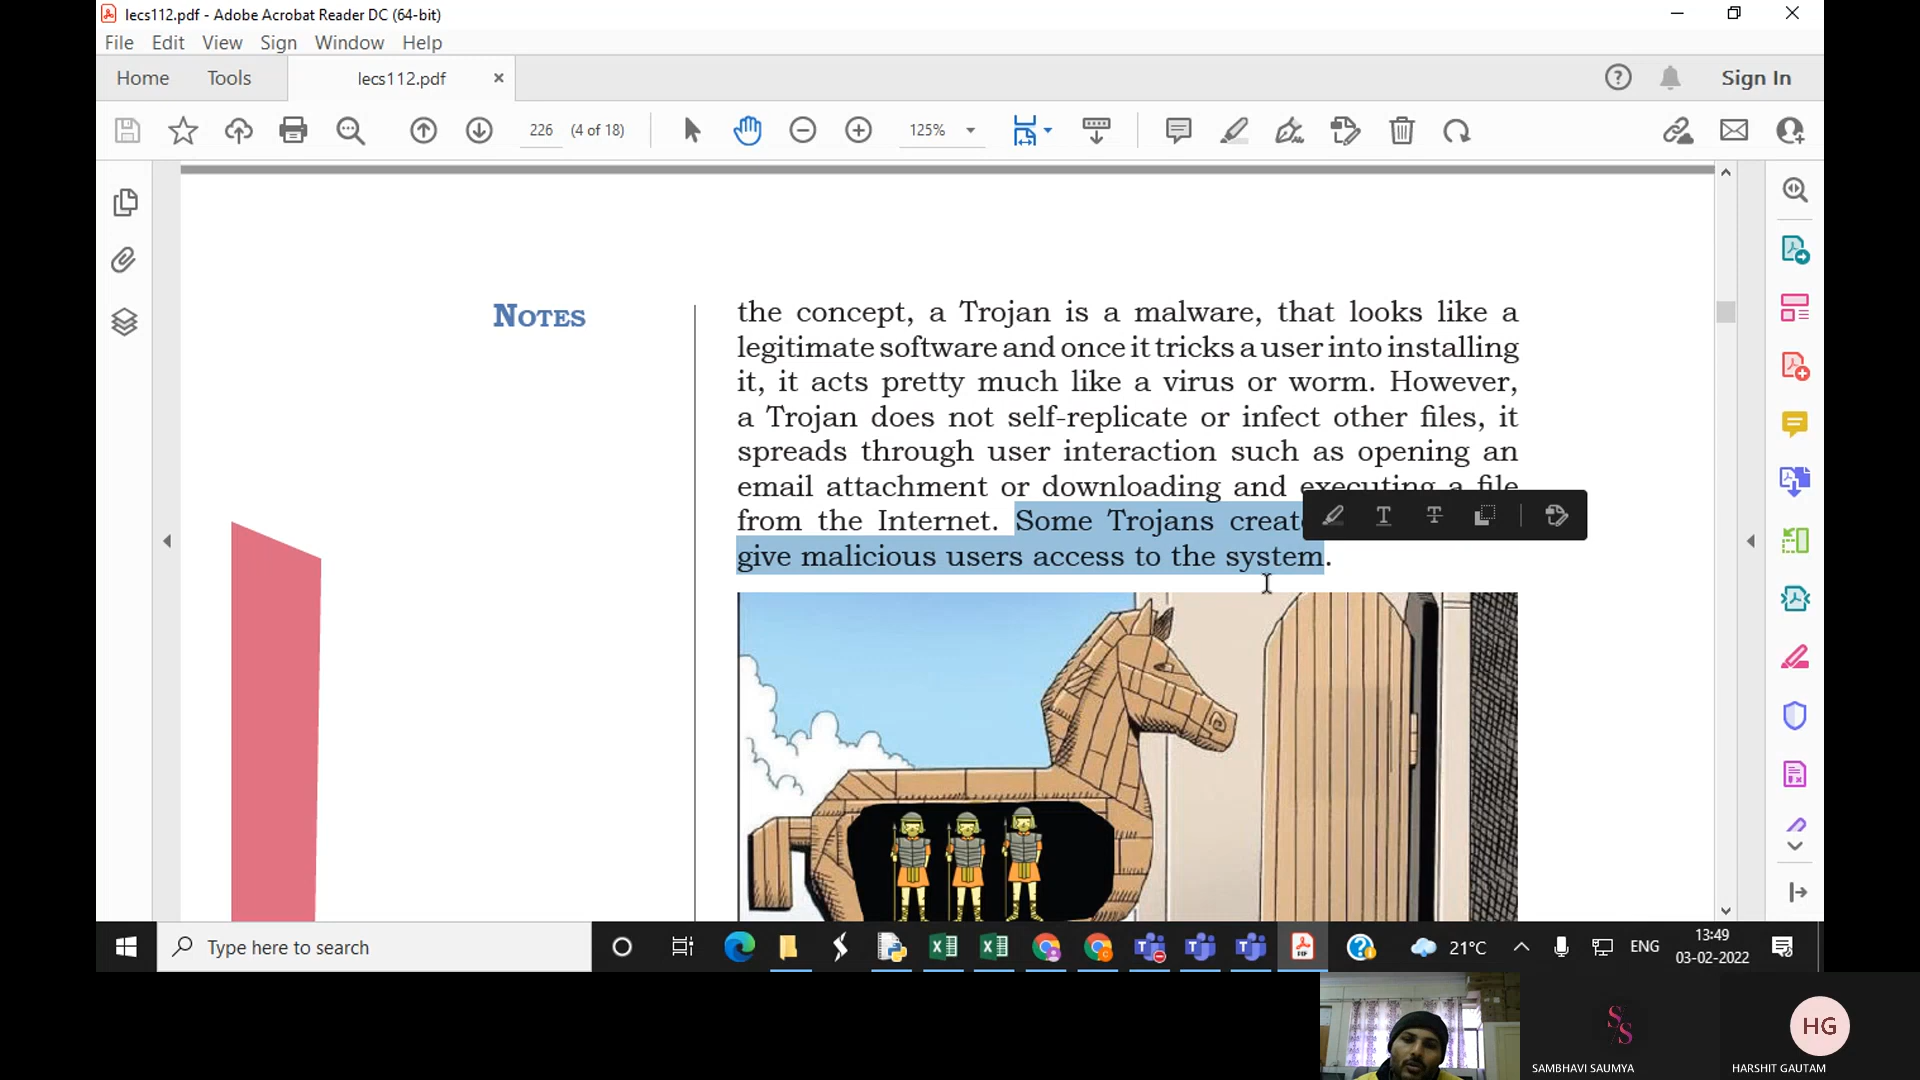 lecs112.pdf - Adobe Acrobat Reader DC (64-bit)
File Edit View Sign Window Help
Home Tools lecs112.pdf × Sign In
226 (4 of 18) 125%
NOTES
the concept, a Trojan is a malware, that looks like a
legitimate software and once it tricks a user into installing
it, it acts pretty much like a virus or worm. However,
a Trojan does not self-replicate or infect other files, it
spreads through user interaction such as opening an
email attachment or downloading and executing a file
from the Internet. Some Trojans create
give malicious users access to the system.
Type here to search
21°C ENG
13:49
03-02-2022
SS
HG
SAMBHAVI SAUMYA
HARSHIT GAUTAM